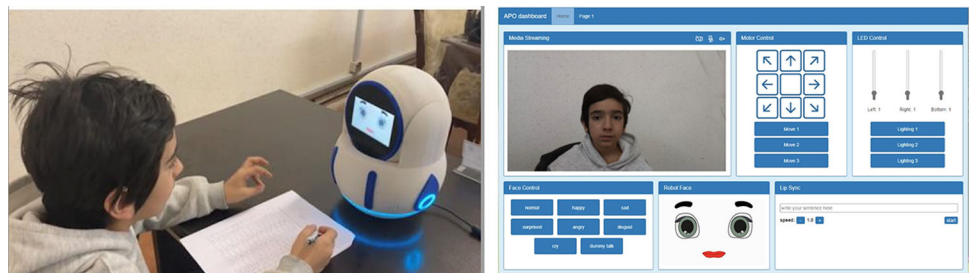 APO dashboard Home Page 1
Media Streaming
Motor Control
Move 1
Move 2
Move 3
LED Control
Left: 1 Right: 1 Bottom: 1
Lighting 1
Lighting 2
Lighting 3
Face Control
Normal happy sad
surprised angry disgust
cry dummy talk
Robot Face
Lip Sync
write your sentence here
speed: - 1.0 + start